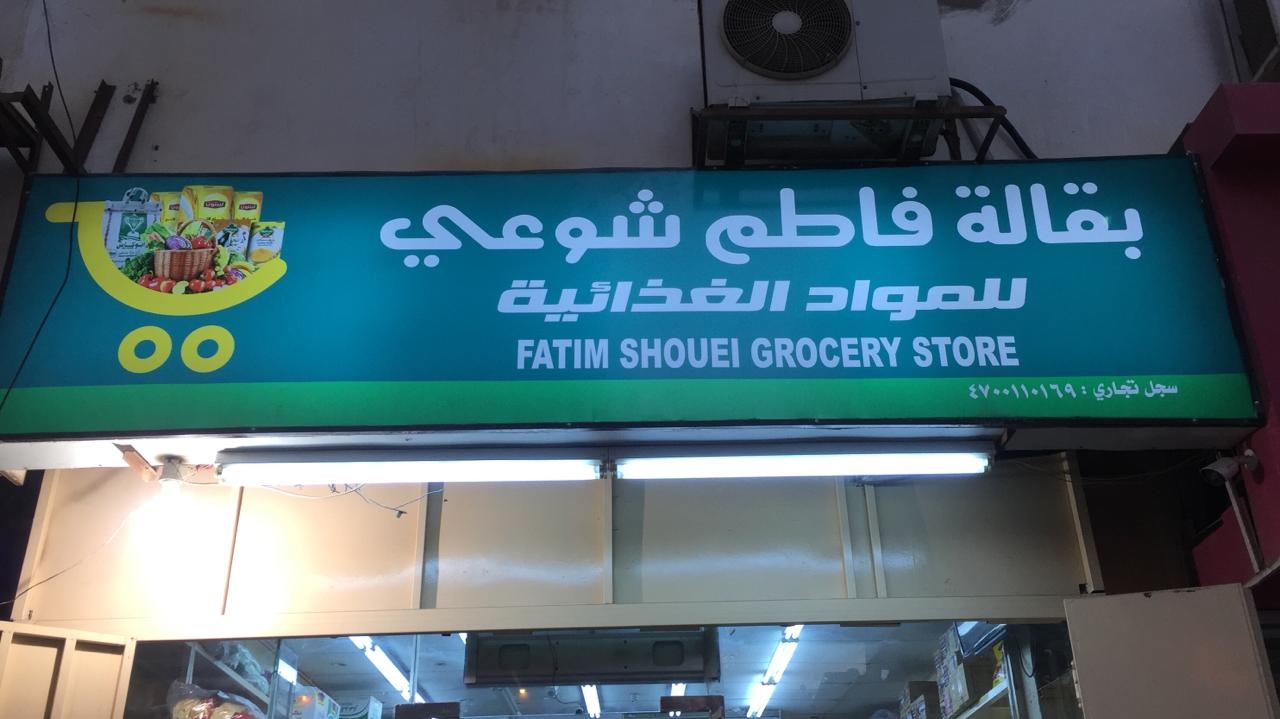 بقالة فاطم شوعي
للمواد الغذائية
FATIM SHOUEI GROCERY STORE
سجل تجاري : ٤٧٠٠١١٠١٦٩